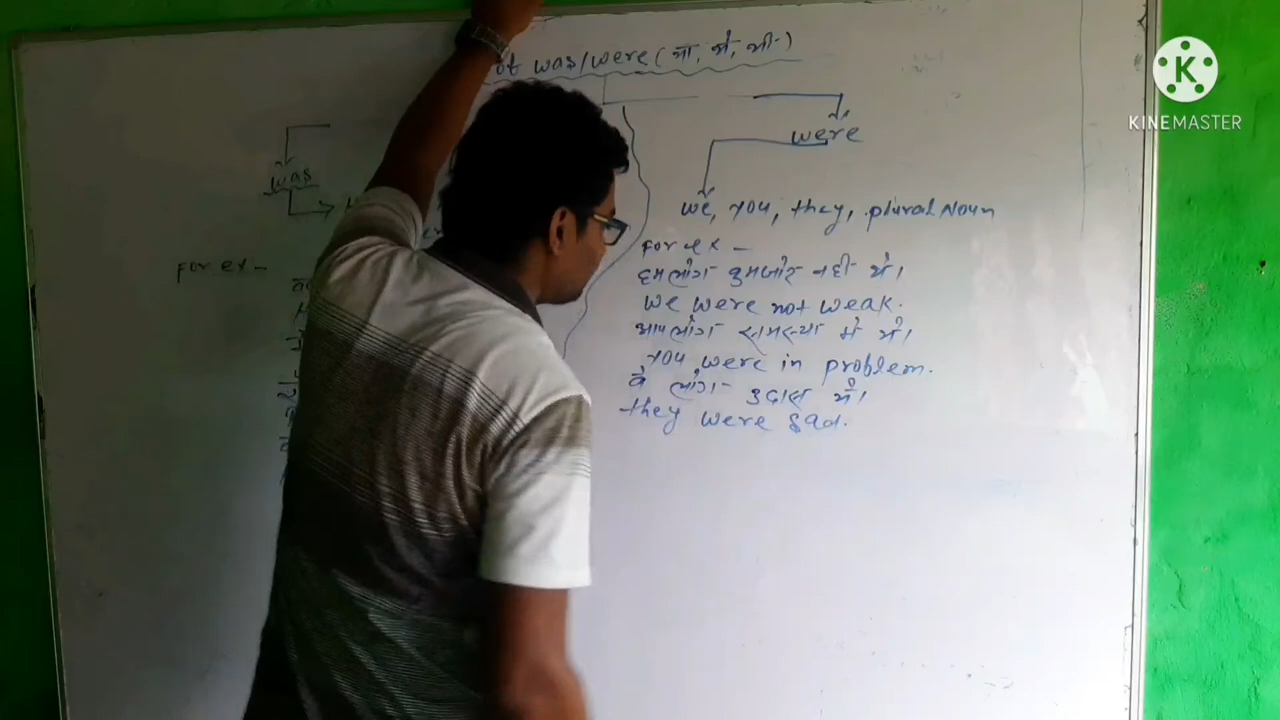 of was/were (था, थे, थी)
was
For ex –
were
we, you, they, plural Noun
For ex –
हमलोग कमजोर नहीं थे।
we were not weak.
आपलोग समस्या में थे।
you were in problem.
वे लोग उदास थे।
they were sad.
KINEMASTER